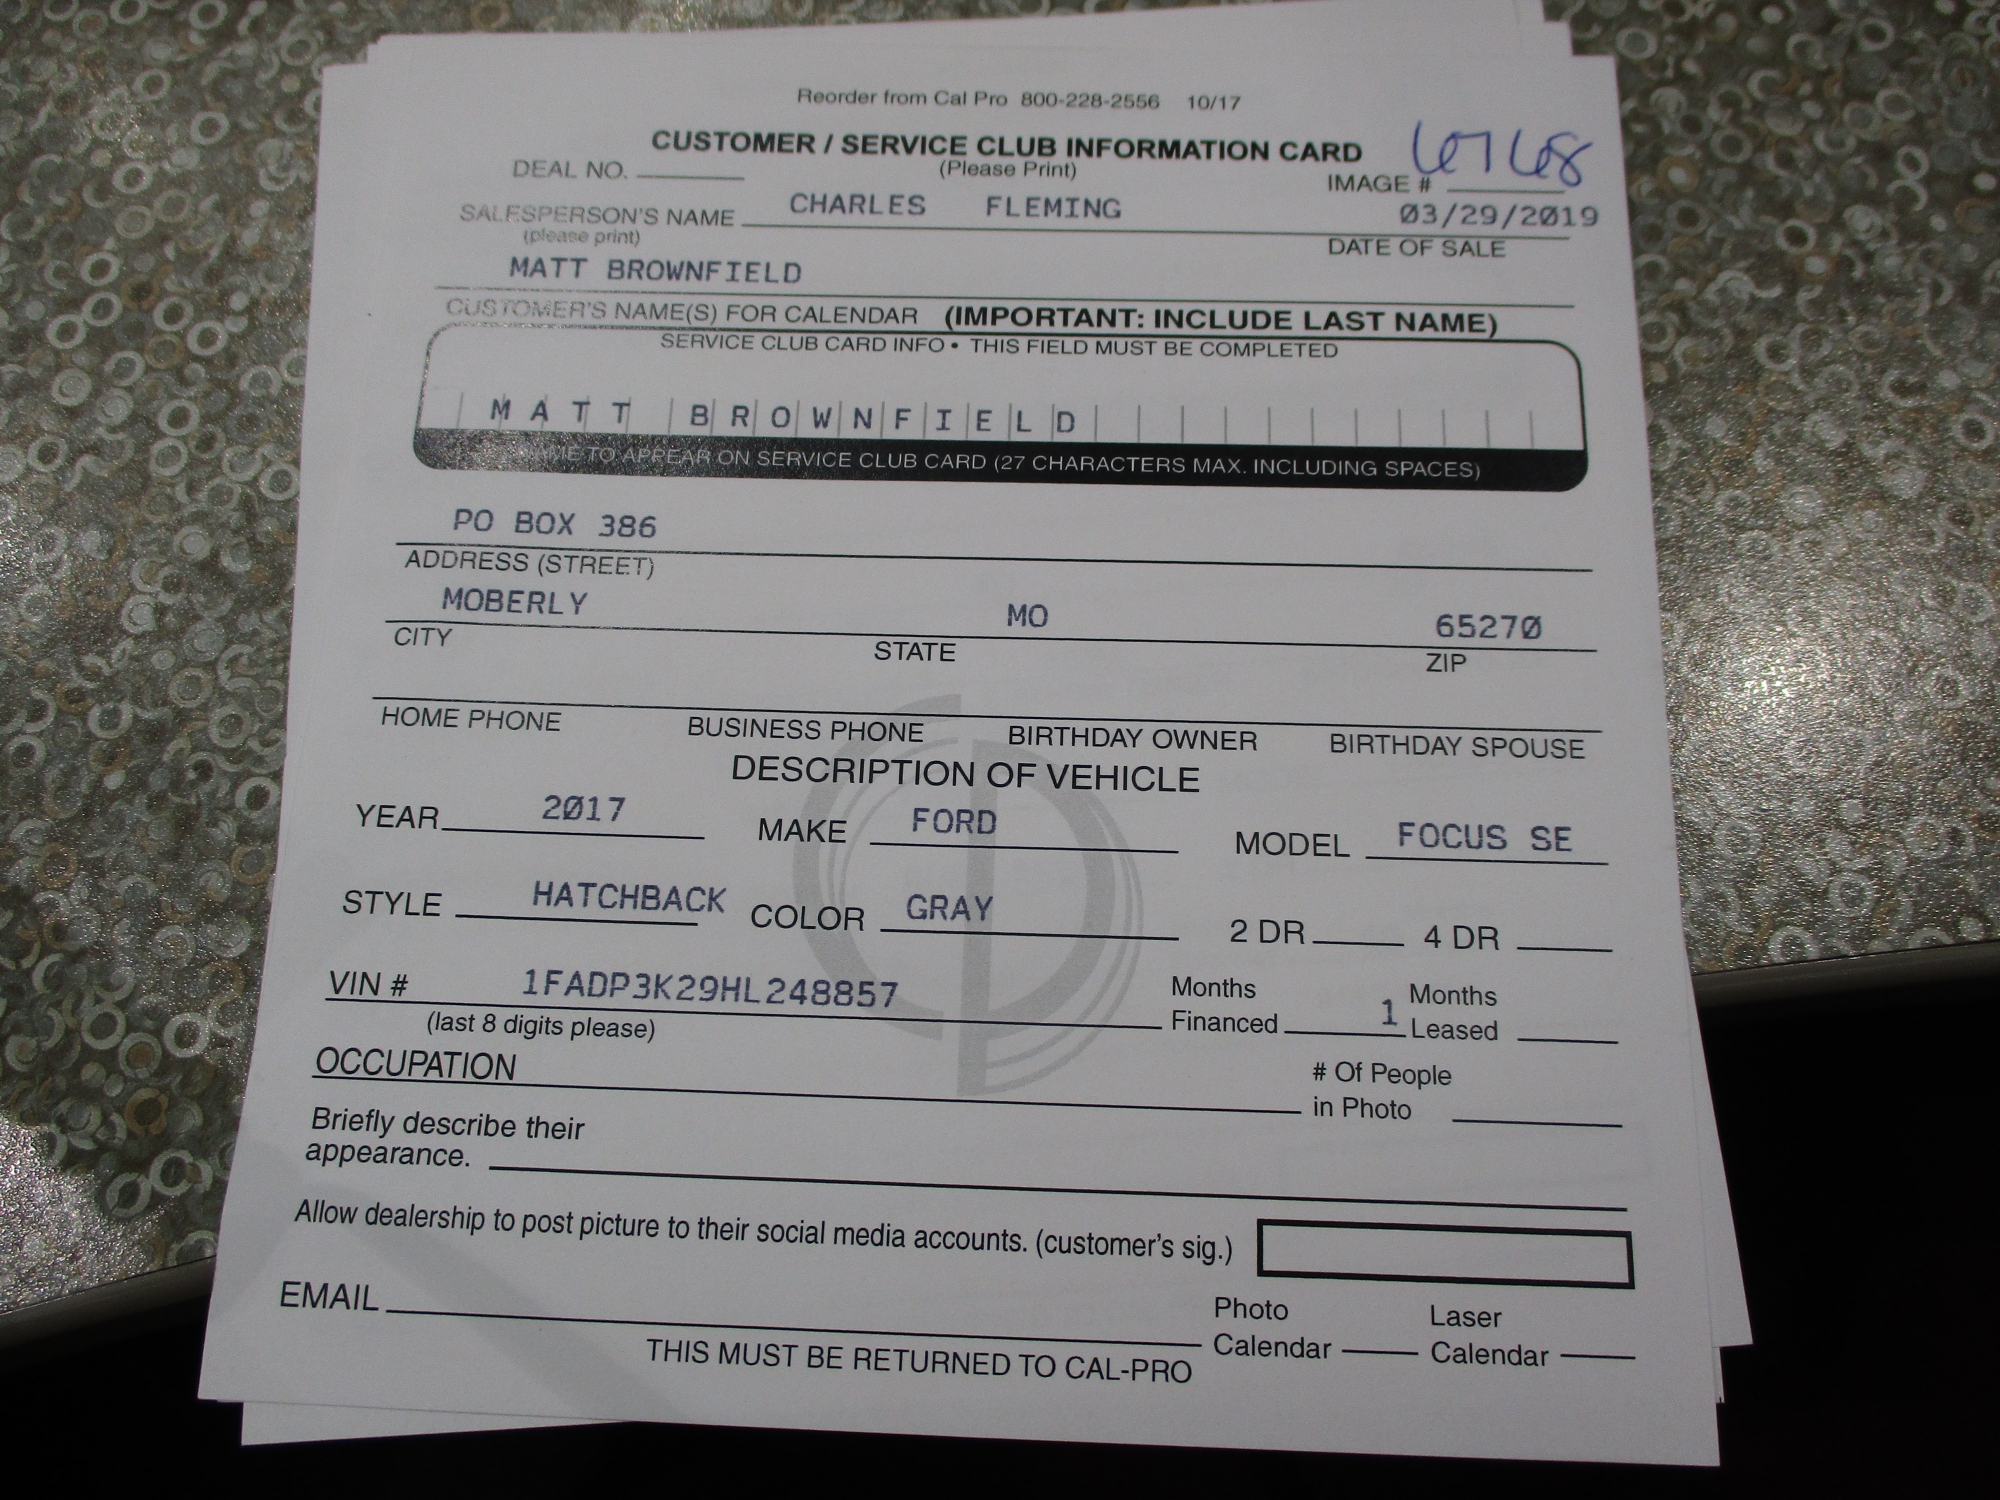 Reorder from Cal Pro 800-228-2556 10/17
CUSTOMER / SERVICE CLUB INFORMATION CARD
DEAL NO. (Please Print) IMAGE #
SALESPERSON'S NAME CHARLES FLEMING 03/29/2019
(please print) DATE OF SALE
MATT BROWNFIELD
CUSTOMER'S NAME(S) FOR CALENDAR (IMPORTANT: INCLUDE LAST NAME)
SERVICE CLUB CARD INFO • THIS FIELD MUST BE COMPLETED
MATT BROWNFIELD
NAME TO APPEAR ON SERVICE CLUB CARD (27 CHARACTERS MAX. INCLUDING SPACES)
PO BOX 386
ADDRESS (STREET)
MOBERLY MO 65270
CITY STATE ZIP
HOME PHONE BUSINESS PHONE BIRTHDAY OWNER BIRTHDAY SPOUSE
DESCRIPTION OF VEHICLE
YEAR 2017 MAKE FORD MODEL FOCUS SE
STYLE HATCHBACK COLOR GRAY 2 DR 4 DR
VIN # 1FADP3K29HL248857 Months Financed 1 Months Leased
(last 8 digits please)
OCCUPATION # Of People in Photo
Briefly describe their
appearance.
Allow dealership to post picture to their social media accounts. (customer's sig.)
EMAIL Photo Calendar Laser Calendar
THIS MUST BE RETURNED TO CAL-PRO